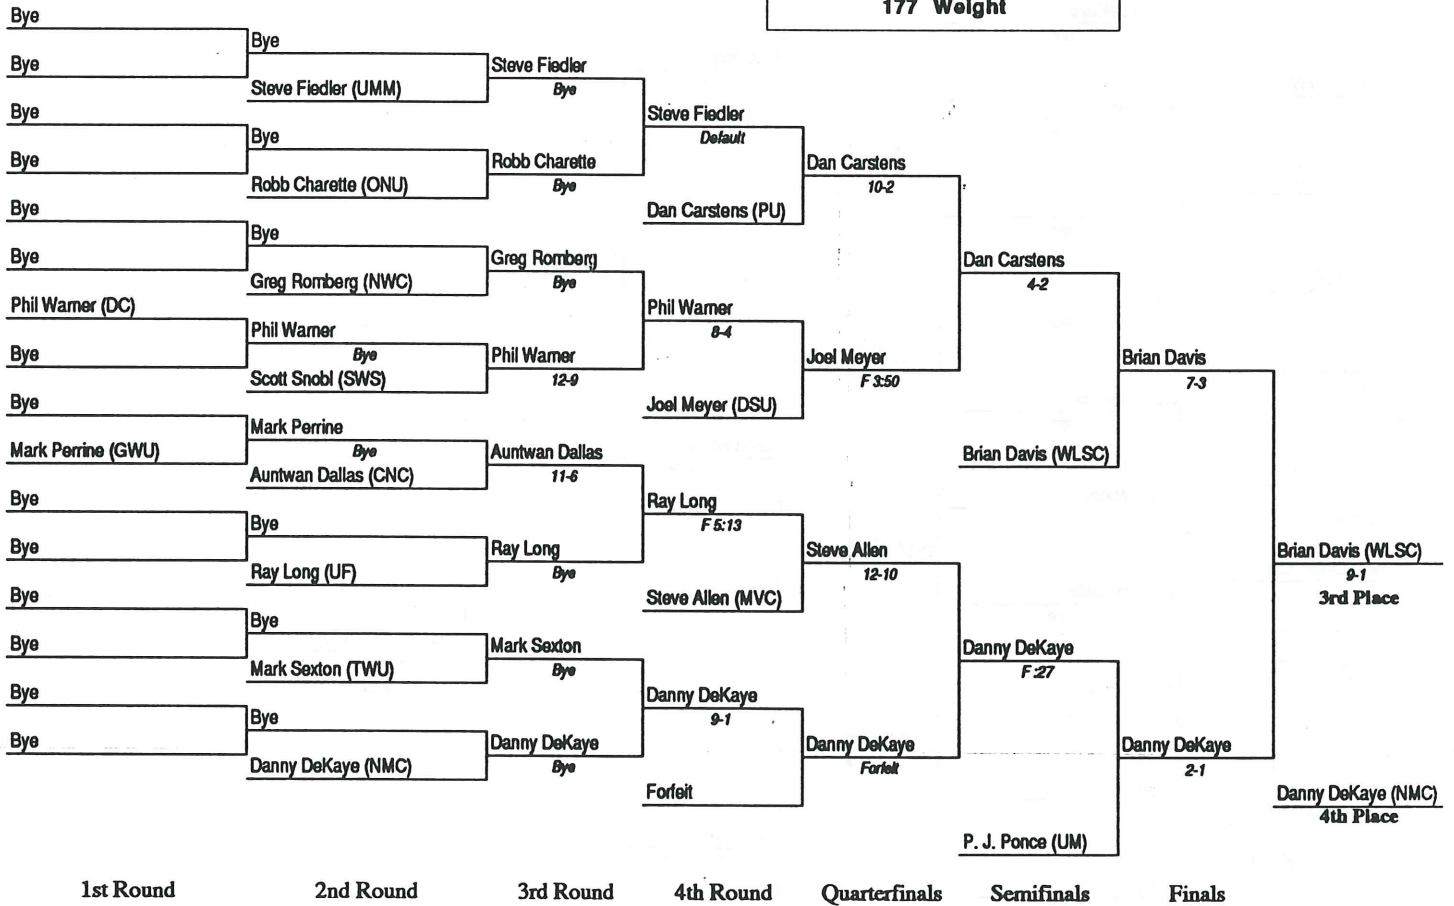 177 Weight
Bye
Bye
Bye
Bye
Bye
Bye
Phil Warner (DC)
Bye
Bye
Mark Perrine (GWU)
Bye
Bye
Bye
Bye
Bye
Bye
1st Round
Bye
Steve Fiedler (UMM)
Bye
Robb Charette (ONU)
Bye
Greg Romberg (NWC)
Phil Warner
Bye
Scott Snobl (SWS)
Mark Perrine
Bye
Auntwan Dallas (CNC)
Bye
Ray Long (UF)
Bye
Mark Sexton (TWU)
Bye
Danny DeKaye (NMC)
2nd Round
Steve Fiedler
Bye
Robb Charette
Bye
Greg Romberg
Bye
Phil Warner
12-9
Auntwan Dallas
11-6
Ray Long
Bye
Mark Sexton
Bye
Danny DeKaye
Bye
3rd Round
Steve Fiedler
Default
Dan Carstens (PU)
Phil Warner
8-4
Joel Meyer (DSU)
Ray Long
F 5:13
Steve Allen (MVC)
Danny DeKaye
9-1
Forfeit
4th Round
Dan Carstens
10-2
Joel Meyer
F 3:50
Steve Allen
12-10
Danny DeKaye
Forfeit
Quarterfinals
Dan Carstens
4-2
Brian Davis (WLSC)
Danny DeKaye
F :27
P. J. Ponce (UM)
Semifinals
Brian Davis
7-3
Danny DeKaye
2-1
Finals
Brian Davis (WLSC)
9-1
3rd Place
Danny DeKaye (NMC)
4th Place